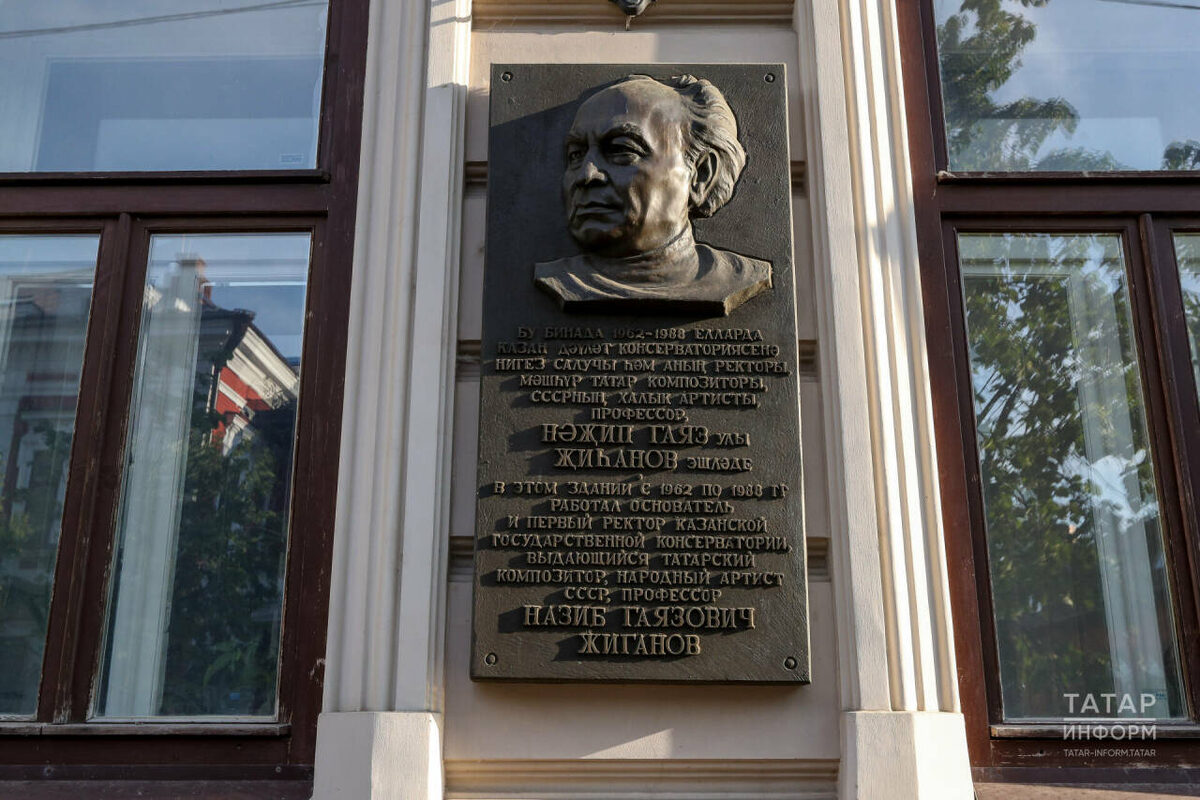 БУ БИНАДА 1962-1988 ЕЛЛАРДА
КАЗАН ДӘҮЛӘТ КОНСЕРВАТОРИЯСЕНӘ
НИГЕЗ САЛУЧЫ ҺӘМ АНЫҢ РЕКТОРЫ,
МӘШҺҮР ТАТАР КОМПОЗИТОРЫ,
СССРНЫҢ ХАЛЫК АРТИСТЫ,
ПРОФЕССОР,
НӘҖИП ГАЯЗ УЛЫ
ҖИҺАНОВ ЭШЛӘДЕ
В ЭТОМ ЗДАНИИ С 1962 ПО 1988 ГГ
РАБОТАЛ ОСНОВАТЕЛЬ
И ПЕРВЫЙ РЕКТОР КАЗАНСКОЙ
ГОСУДАРСТВЕННОЙ КОНСЕРВАТОРИИ,
ВЫДАЮЩИЙСЯ ТАТАРСКИЙ
КОМПОЗИТОР, НАРОДНЫЙ АРТИСТ
СССР, ПРОФЕССОР
НАЗИБ ГАЯЗОВИЧ
ЖИГАНОВ
ТАТАР
ИНФОРМ
TATAR-INFORM.TATAR